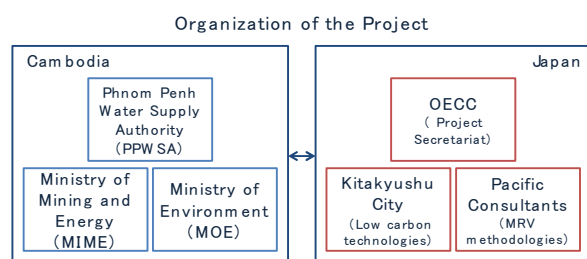 Organization of the Project
Cambodia
Phnom Penh
Water Supply
Authority
(PPWSA)
Ministry of
Mining and
Energy
(MIME)
Ministry of
Environment
(MOE)
Japan
OECC
( Project
Secretariat)
Kitakyushu
City
(Low carbon
technologies)
Pacific
Consultants
(MRV
methodologies)